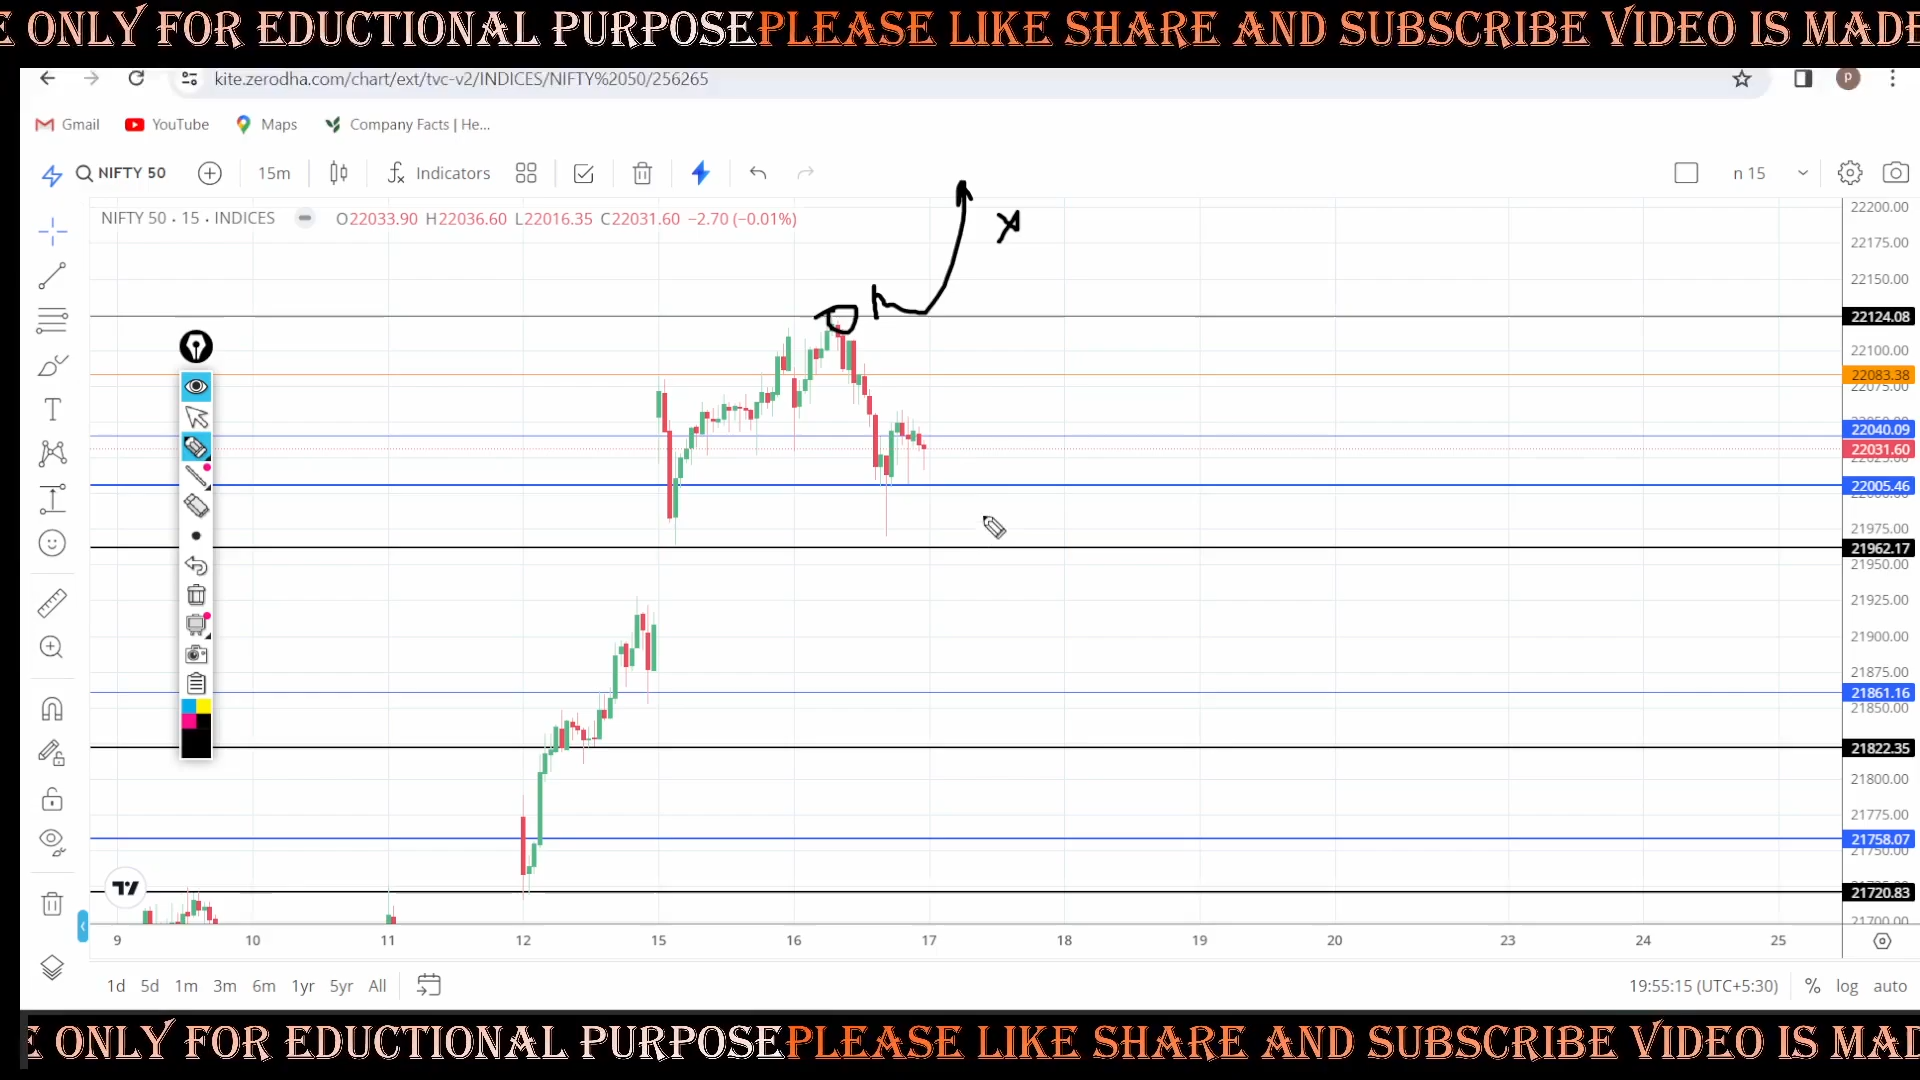 E ONLY FOR EDUCTIONAL PURPOSEPLEASE LIKE SHARE AND SUBSCRIBE VIDEO IS MADE
kite.zerodha.com/chart/ext/tvc-v2/INDICES/NIFTY%2050/256265
P
Gmail YouTube Maps Company Facts | He...
NIFTY 50 15m Indicators n 15
NIFTY 50 · 15 · INDICES O22033.90 H22036.60 L22016.35 C22031.60 −2.70 (−0.01%)
22200.00
22175.00
22150.00
22124.08
22100.00
22083.38
22075.00
22040.09
22031.60
22005.46
21975.00
21962.17
21950.00
21925.00
21900.00
21875.00
21861.16
21850.00
21822.35
21800.00
21775.00
21758.07
21750.00
21720.83
21700.00
9 10 11 12 15 16 17 18 19 20 23 24 25
1d 5d 1m 3m 6m 1yr 5yr All 19:55:15 (UTC+5:30) % log auto
E ONLY FOR EDUCTIONAL PURPOSEPLEASE LIKE SHARE AND SUBSCRIBE VIDEO IS MAD